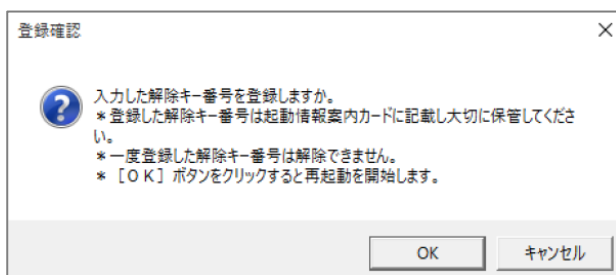 登録確認
入力した解除キー番号を登録しますか。
＊登録した解除キー番号は起動情報案内カードに記載し大切に保管してくださ
い。
＊一度登録した解除キー番号は解除できません。
＊［ＯＫ］ボタンをクリックすると再起動を開始します。
OK
キャンセル